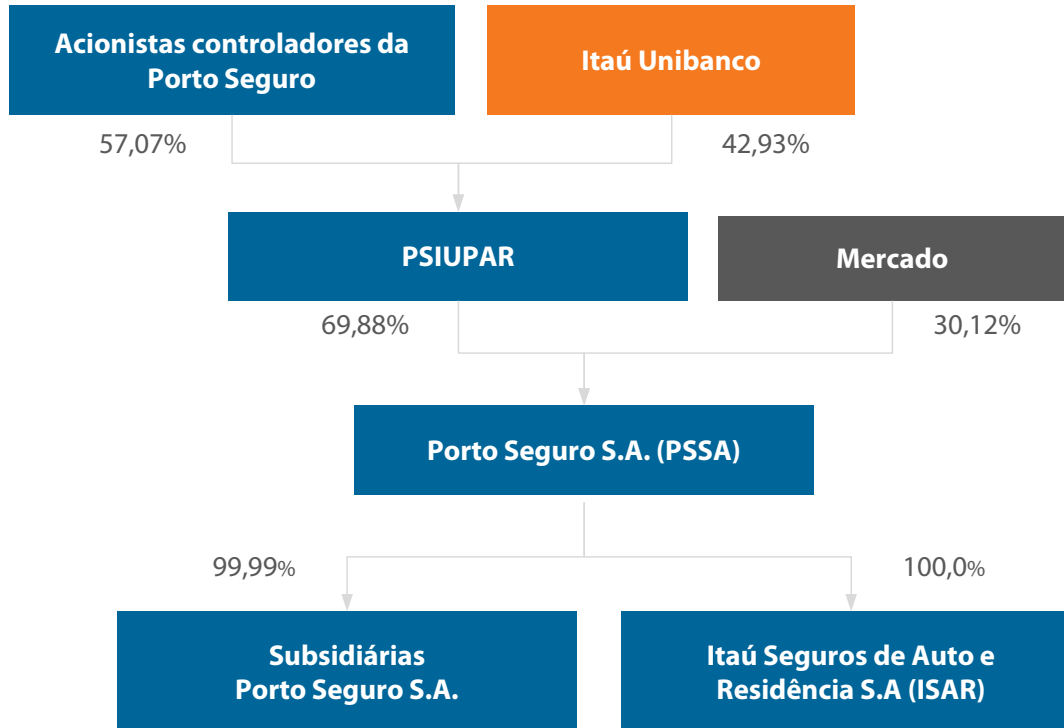 Acionistas controladores da
Porto Seguro
Itaú Unibanco
57,07%
42,93%
PSIUPAR
Mercado
69,88%
30,12%
Porto Seguro S.A. (PSSA)
99,99%
100,0%
Subsidiárias
Porto Seguro S.A.
Itaú Seguros de Auto e
Residência S.A (ISAR)